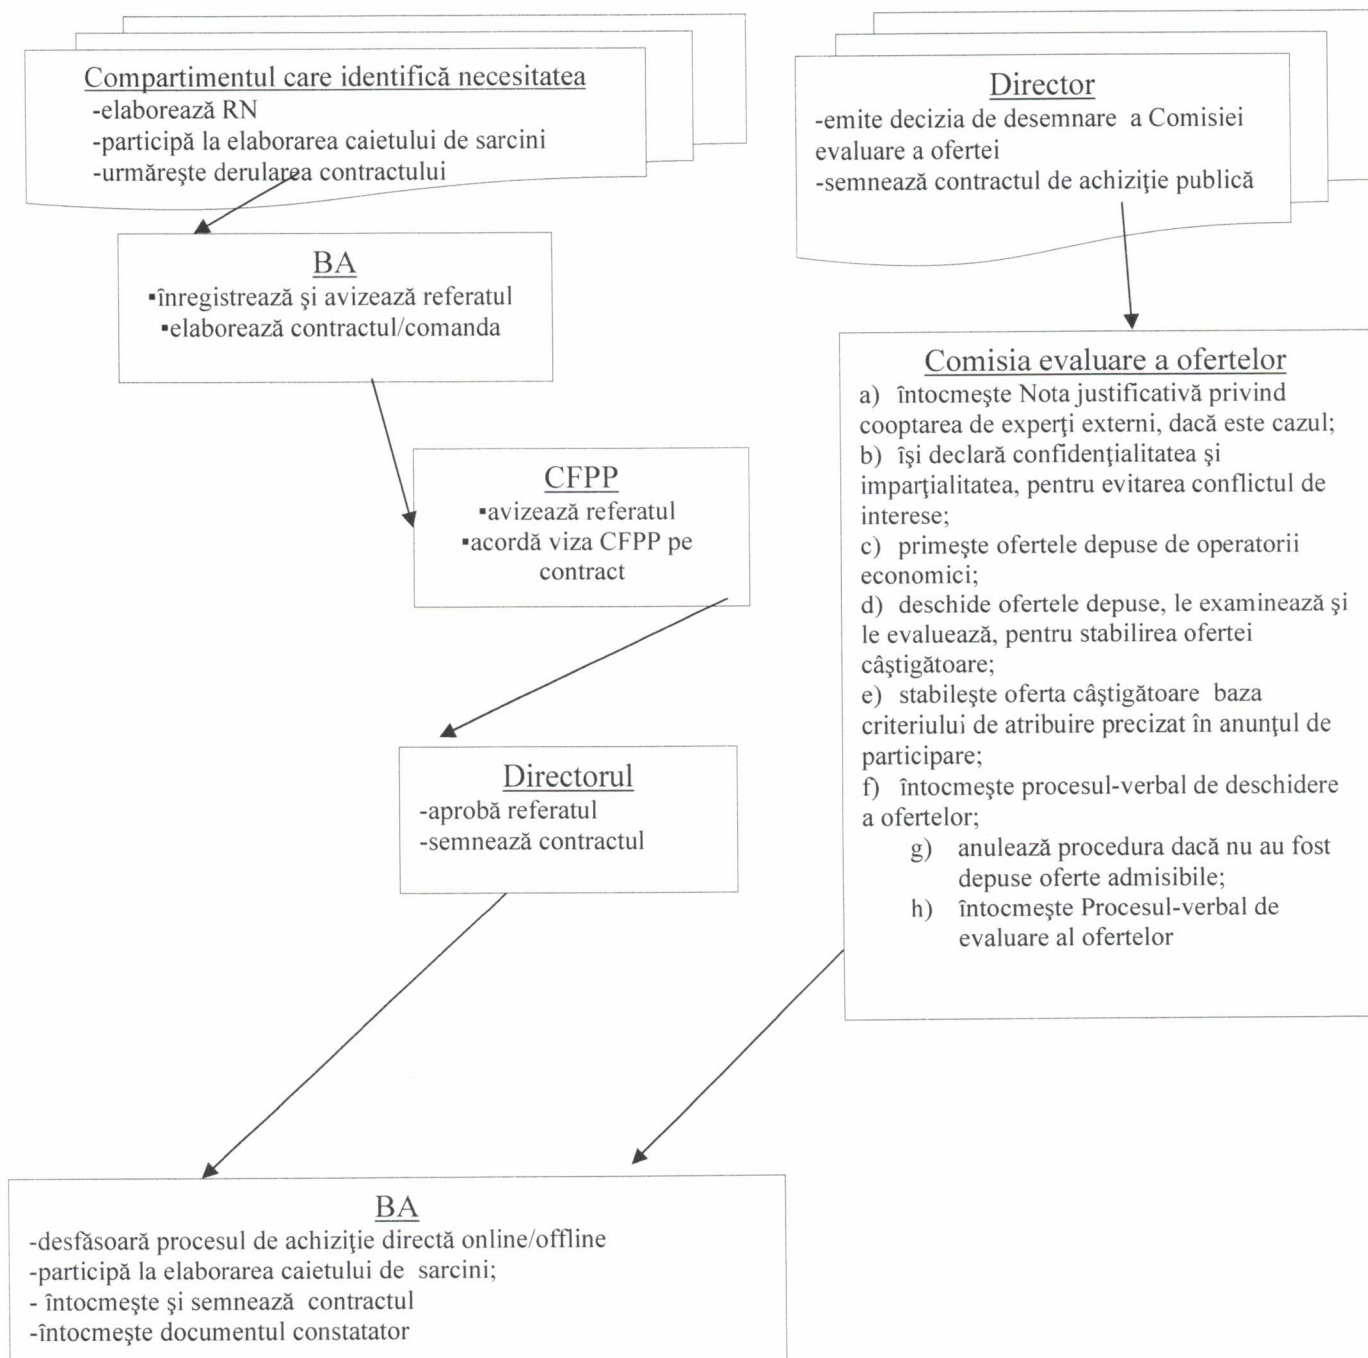 Compartimentul care identifică necesitatea
-elaborează RN
-participă la elaborarea caietului de sarcini
-urmăreşte derularea contractului
Director
-emite decizia de desemnare a Comisiei
evaluare a ofertei
-semnează contractul de achiziţie publică
BA
▪înregistrează şi avizează referatul
▪elaborează contractul/comanda
CFPP
▪avizează referatul
▪acordă viza CFPP pe
contract
Directorul
-aprobă referatul
-semnează contractul
Comisia evaluare a ofertelor
a) întocmeşte Nota justificativă privind
cooptarea de experţi externi, dacă este cazul;
b) îşi declară confidenţialitatea şi
imparţialitatea, pentru evitarea conflictul de
interese;
c) primeşte ofertele depuse de operatorii
economici;
d) deschide ofertele depuse, le examinează şi
le evaluează, pentru stabilirea ofertei
câştigătoare;
e) stabileşte oferta câştigătoare baza
criteriului de atribuire precizat în anunţul de
participare;
f) întocmeşte procesul-verbal de deschidere
a ofertelor;
g) anulează procedura dacă nu au fost
depuse oferte admisibile;
h) întocmeşte Procesul-verbal de
evaluare al ofertelor
BA
-desfăsoară procesul de achiziţie directă online/offline
-participă la elaborarea caietului de sarcini;
- întocmeşte şi semnează contractul
-întocmeşte documentul constatator